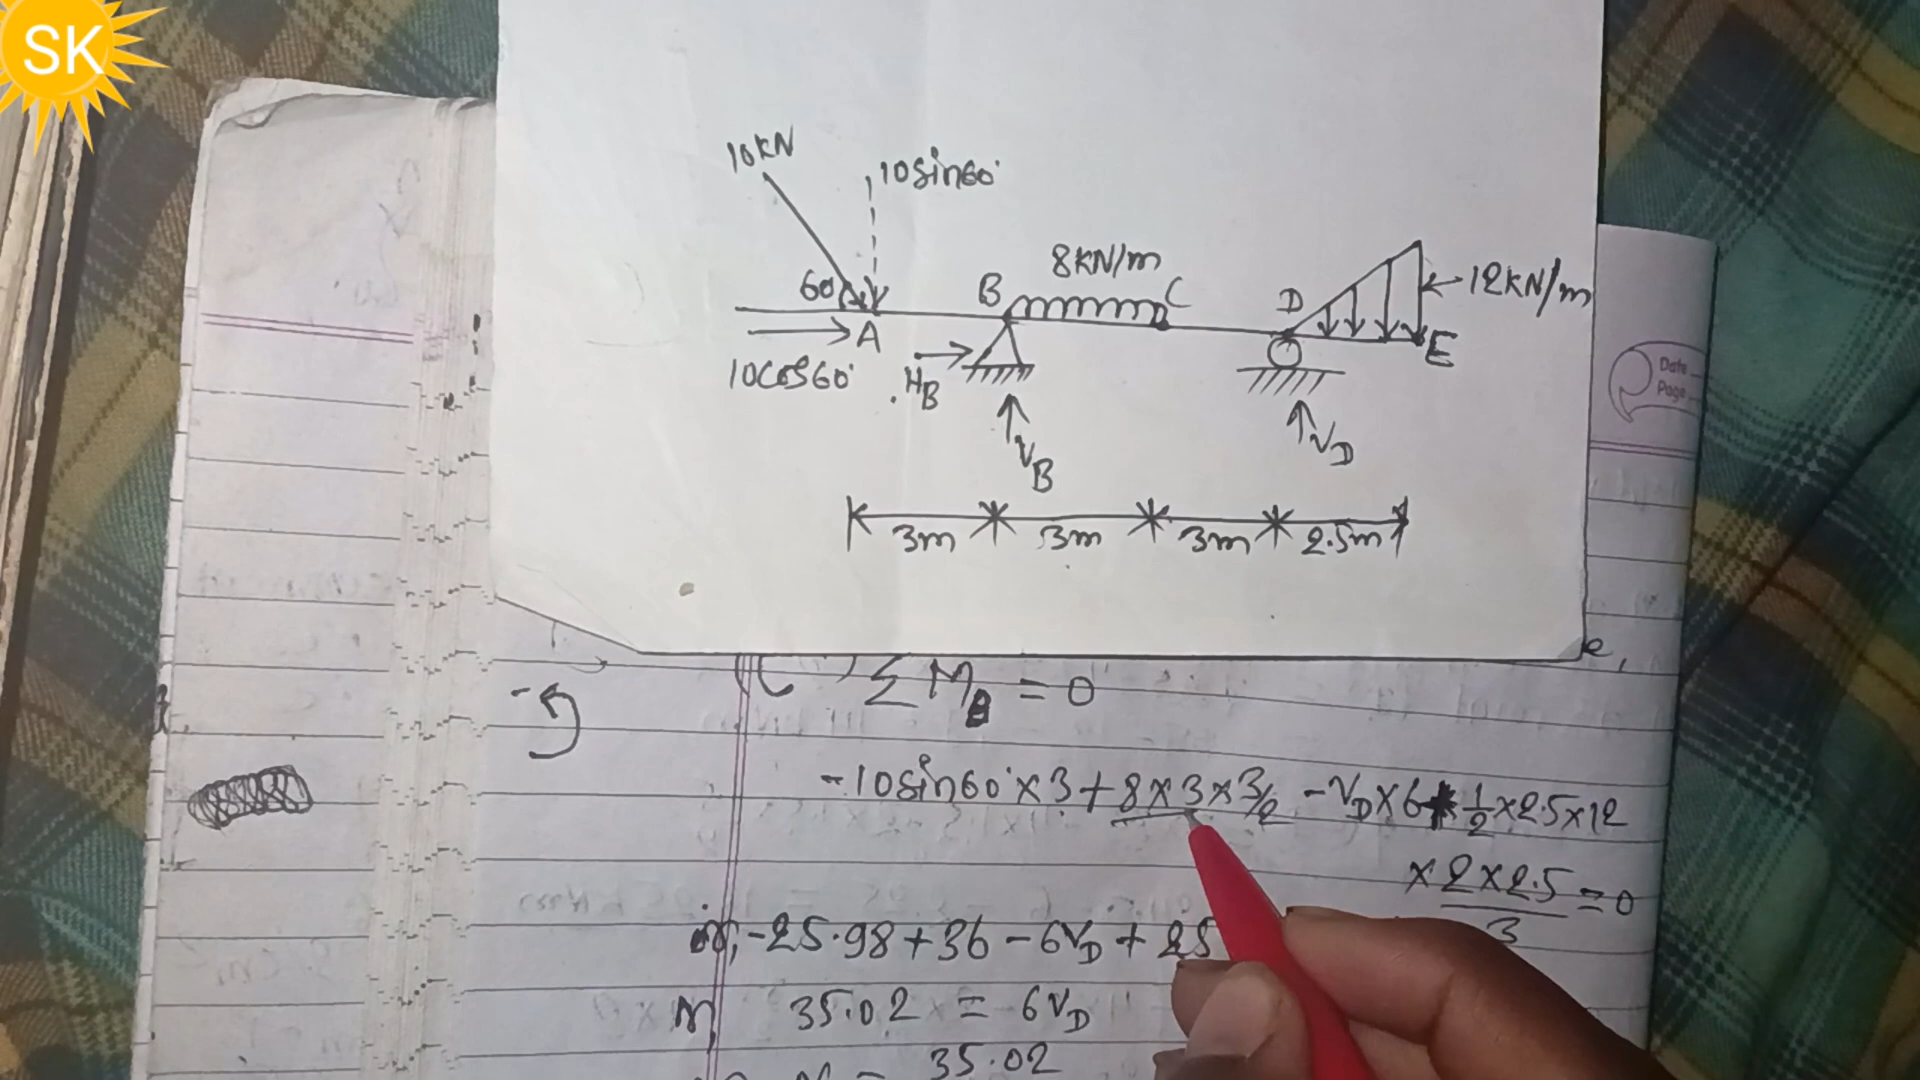 SK
10KN
10Sin60°
60
10cos60°
A
HB
B
8KN/m
C
VB
D
12KN/m
E
VD
3m 3m 3m 2.5m
Date
Page
e,
ΣMB = 0
-10Sin60° × 3 + 8 × 3 × 3/2 - VD × 6 + 1/2 × 2.5 × 12
× 2 × 2.5 / 3 = 0
-25.98 + 36 - 6VD + 25
35.02 = 6VD
35.02